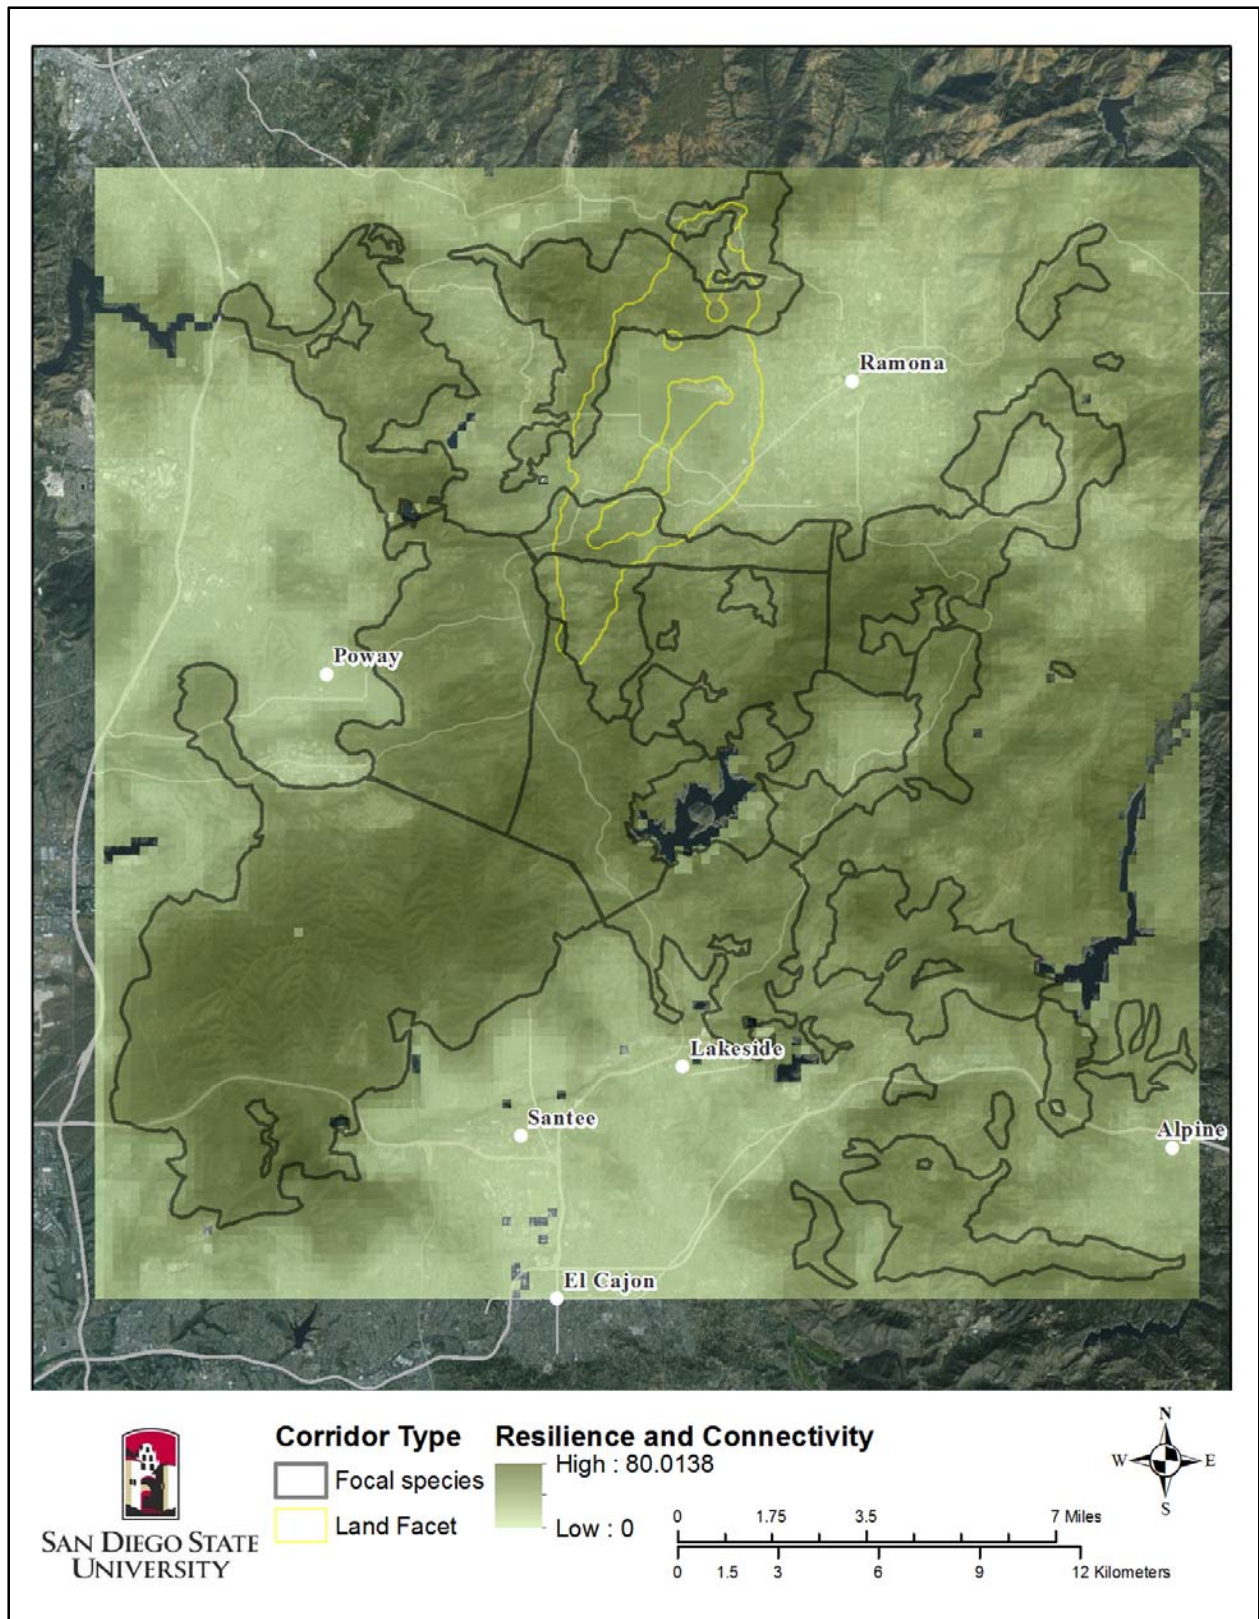 Ramona
Poway
Lakeside
Santee
Alpine
El Cajon
SAN DIEGO STATE
UNIVERSITY
Corridor Type
Focal species
Land Facet
Resilience and Connectivity
High : 80.0138
Low : 0
N
W E
S
0 1.75 3.5 7 Miles
0 1.5 3 6 9 12 Kilometers